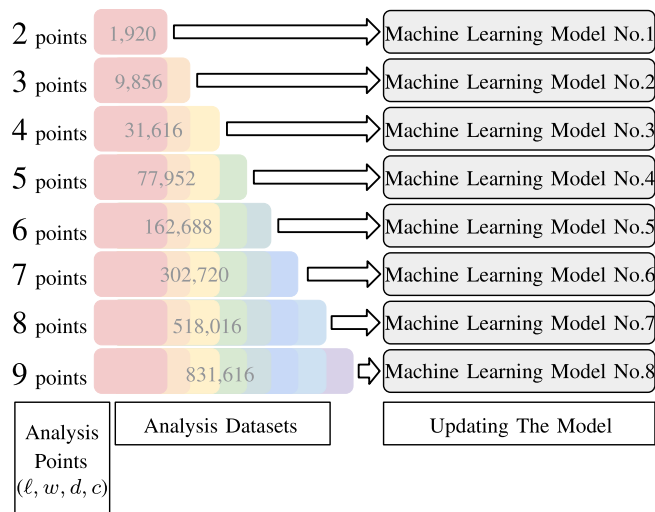 2 points 1,920 Machine Learning Model No.1
3 points 9,856 Machine Learning Model No.2
4 points 31,616 Machine Learning Model No.3
5 points 77,952 Machine Learning Model No.4
6 points 162,688 Machine Learning Model No.5
7 points 302,720 Machine Learning Model No.6
8 points 518,016 Machine Learning Model No.7
9 points 831,616 Machine Learning Model No.8
Analysis
Points
(ℓ, w, d, c)
Analysis Datasets
Updating The Model